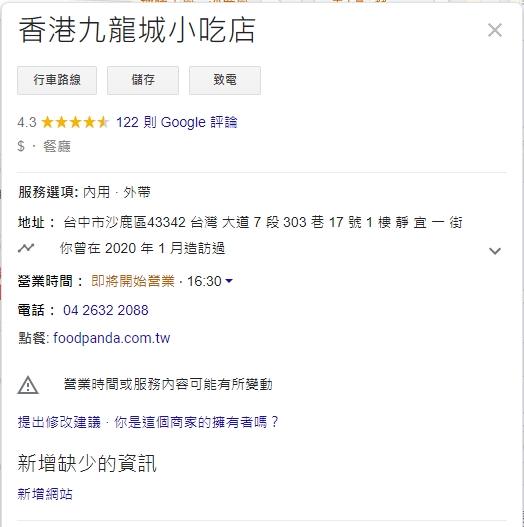 香港九龍城小吃店
行車路線 儲存 致電
4.3 122 則 Google 評論
$ · 餐廳
服務選項: 內用 · 外帶
地址： 台中市沙鹿區43342 台灣 大道 7 段 303 巷 17 號 1 樓 靜 宜 一 街
你曾在 2020 年 1 月造訪過
營業時間： 即將開始營業 · 16:30
電話： 04 2632 2088
點餐: foodpanda.com.tw
營業時間或服務內容可能有所變動
提出修改建議 · 你是這個商家的擁有者嗎？
新增缺少的資訊
新增網站